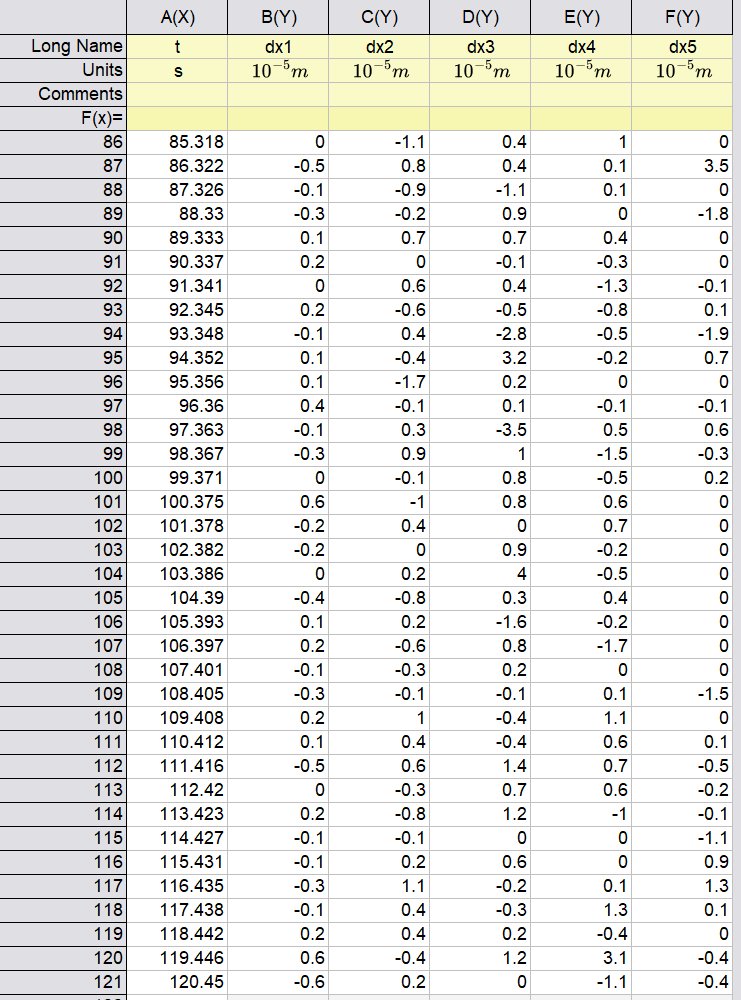 A(X) B(Y) C(Y) D(Y) E(Y) F(Y)
Long Name t dx1 dx2 dx3 dx4 dx5
Units s 10⁻⁵m 10⁻⁵m 10⁻⁵m 10⁻⁵m 10⁻⁵m
Comments
F(x)=
86 85.318 0 -1.1 0.4 1 0
87 86.322 -0.5 0.8 0.4 0.1 3.5
88 87.326 -0.1 -0.9 -1.1 0.1 0
89 88.33 -0.3 -0.2 0.9 0 -1.8
90 89.333 0.1 0.7 0.7 0.4 0
91 90.337 0.2 0 -0.1 -0.3 0
92 91.341 0 0.6 0.4 -1.3 -0.1
93 92.345 0.2 -0.6 -0.5 -0.8 0.1
94 93.348 -0.1 0.4 -2.8 -0.5 -1.9
95 94.352 0.1 -0.4 3.2 -0.2 0.7
96 95.356 0.1 -1.7 0.2 0 0
97 96.36 0.4 -0.1 0.1 -0.1 -0.1
98 97.363 -0.1 0.3 -3.5 0.5 0.6
99 98.367 -0.3 0.9 1 -1.5 -0.3
100 99.371 0 -0.1 0.8 -0.5 0.2
101 100.375 0.6 -1 0.8 0.6 0
102 101.378 -0.2 0.4 0 0.7 0
103 102.382 -0.2 0 0.9 -0.2 0
104 103.386 0 0.2 4 -0.5 0
105 104.39 -0.4 -0.8 0.3 0.4 0
106 105.393 0.1 0.2 -1.6 -0.2 0
107 106.397 0.2 -0.6 0.8 -1.7 0
108 107.401 -0.1 -0.3 0.2 0 0
109 108.405 -0.3 -0.1 -0.1 0.1 -1.5
110 109.408 0.2 1 -0.4 1.1 0
111 110.412 0.1 0.4 -0.4 0.6 0.1
112 111.416 -0.5 0.6 1.4 0.7 -0.5
113 112.42 0 -0.3 0.7 0.6 -0.2
114 113.423 0.2 -0.8 1.2 -1 -0.1
115 114.427 -0.1 -0.1 0 0 -1.1
116 115.431 -0.1 0.2 0.6 0 0.9
117 116.435 -0.3 1.1 -0.2 0.1 1.3
118 117.438 -0.1 0.4 -0.3 1.3 0.1
119 118.442 0.2 0.4 0.2 -0.4 0
120 119.446 0.6 -0.4 1.2 3.1 -0.4
121 120.45 -0.6 0.2 0 -1.1 -0.4